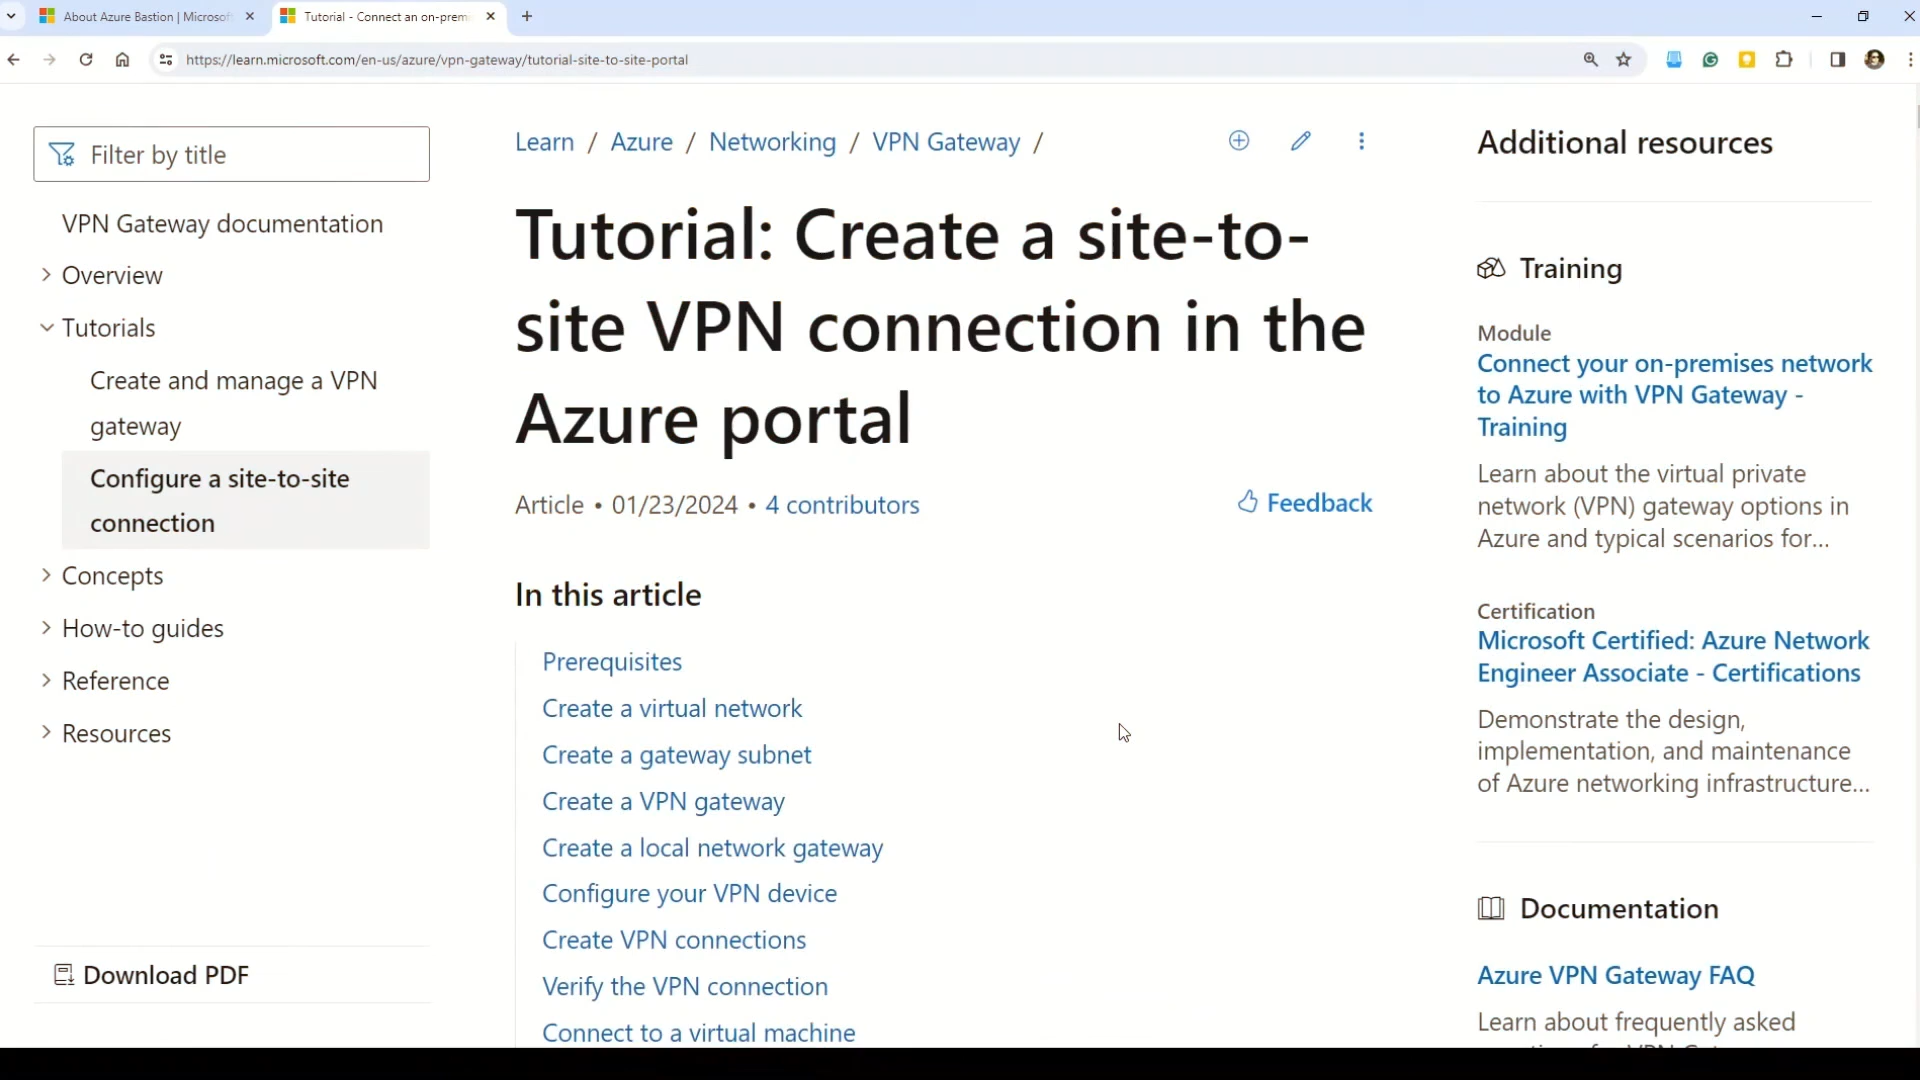 About Azure Bastion | Microsof
Tutorial - Connect an on-prem
https://learn.microsoft.com/en-us/azure/vpn-gateway/tutorial-site-to-site-portal
Filter by title
VPN Gateway documentation
Overview
Tutorials
Create and manage a VPN
gateway
Configure a site-to-site
connection
Concepts
How-to guides
Reference
Resources
Download PDF
Learn / Azure / Networking / VPN Gateway /
Tutorial: Create a site-to-
site VPN connection in the
Azure portal
Article • 01/23/2024 • 4 contributors
Feedback
In this article
Prerequisites
Create a virtual network
Create a gateway subnet
Create a VPN gateway
Create a local network gateway
Configure your VPN device
Create VPN connections
Verify the VPN connection
Connect to a virtual machine
Additional resources
Training
Module
Connect your on-premises network
to Azure with VPN Gateway -
Training
Learn about the virtual private
network (VPN) gateway options in
Azure and typical scenarios for...
Certification
Microsoft Certified: Azure Network
Engineer Associate - Certifications
Demonstrate the design,
implementation, and maintenance
of Azure networking infrastructure...
Documentation
Azure VPN Gateway FAQ
Learn about frequently asked